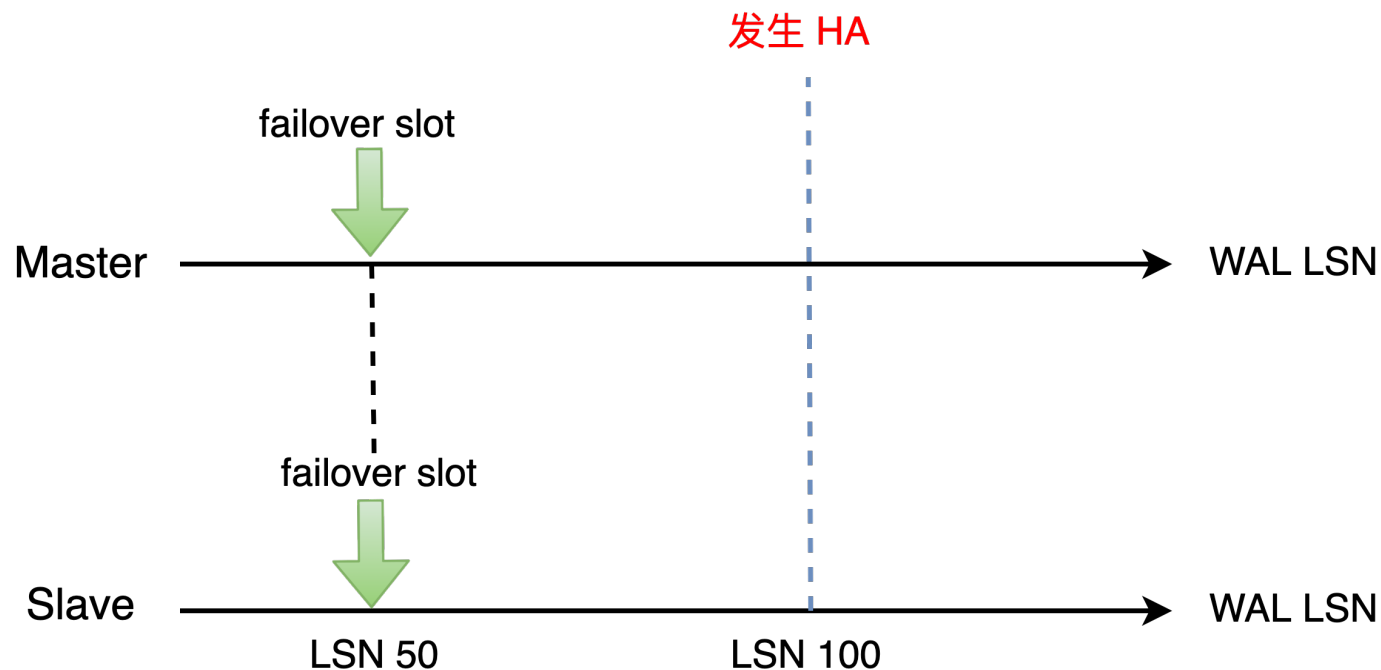 发生 HA
failover slot
Master
WAL LSN
failover slot
Slave
WAL LSN
LSN 50
LSN 100